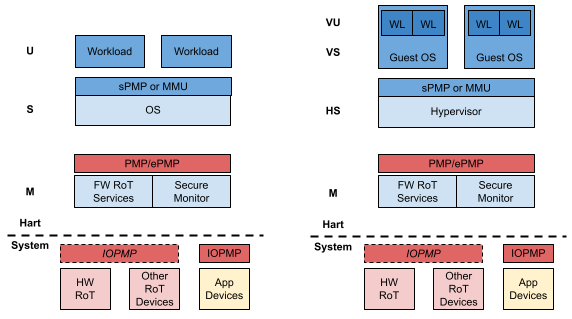 U
Workload
Workload
S
sPMP or MMU
OS
M
PMP/ePMP
FW RoT
Services
Secure
Monitor
Hart
System
IOPMP
IOPMP
HW
RoT
Other
RoT
Devices
App
Devices
VU
WL
WL
WL
WL
VS
Guest OS
Guest OS
HS
sPMP or MMU
Hypervisor
M
PMP/ePMP
FW RoT
Services
Secure
Monitor
Hart
System
IOPMP
IOPMP
HW
RoT
Other
RoT
Devices
App
Devices